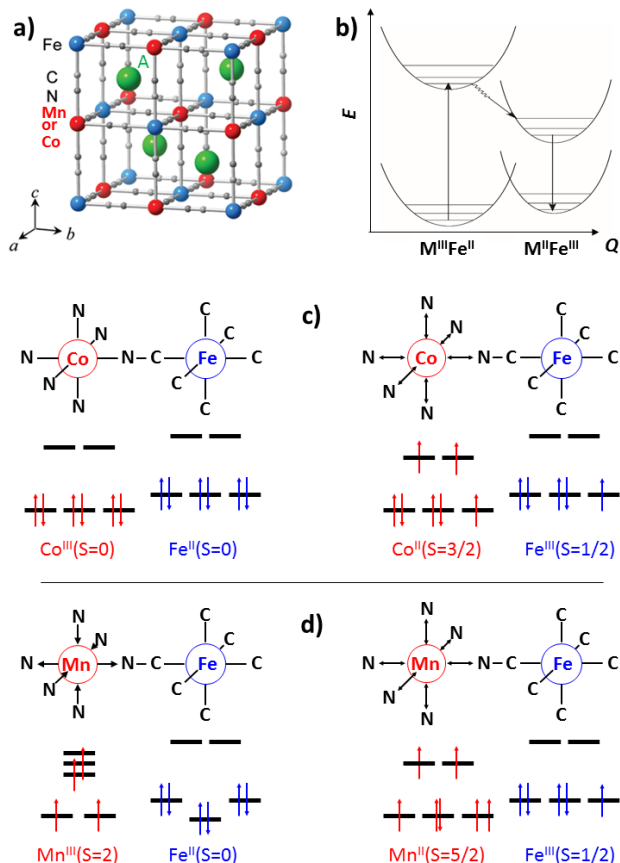 a)
Fe
A
C
N
Mn
or
Co
c
a
b
b)
E
M^III Fe^II
M^II Fe^III
Q
c)
N
N
N
Co
N
C
N
N
C
C
Fe
C
C
C
N
N
N
Co
N
C
N
N
C
C
Fe
C
C
C
Co^III(S=0)
Fe^II(S=0)
Co^II(S=3/2)
Fe^III(S=1/2)
d)
N
N
N
Mn
N
C
N
N
C
C
Fe
C
C
C
N
N
N
Mn
N
C
N
N
C
C
Fe
C
C
C
Mn^III(S=2)
Fe^II(S=0)
Mn^II(S=5/2)
Fe^III(S=1/2)